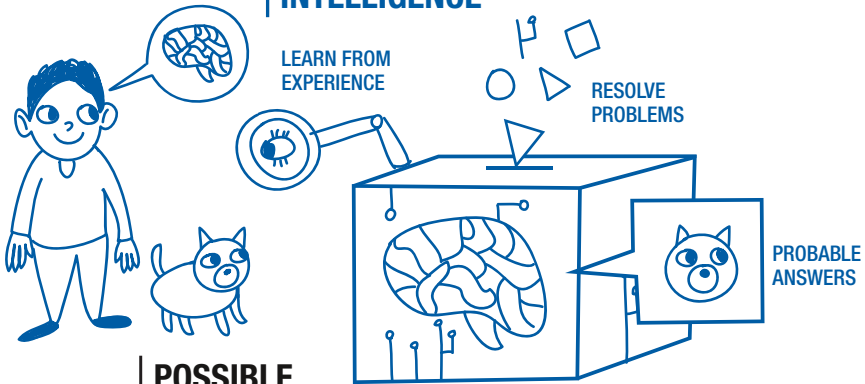 INTELLIGENCE
LEARN FROM
EXPERIENCE
RESOLVE
PROBLEMS
PROBABLE
ANSWERS
POSSIBLE